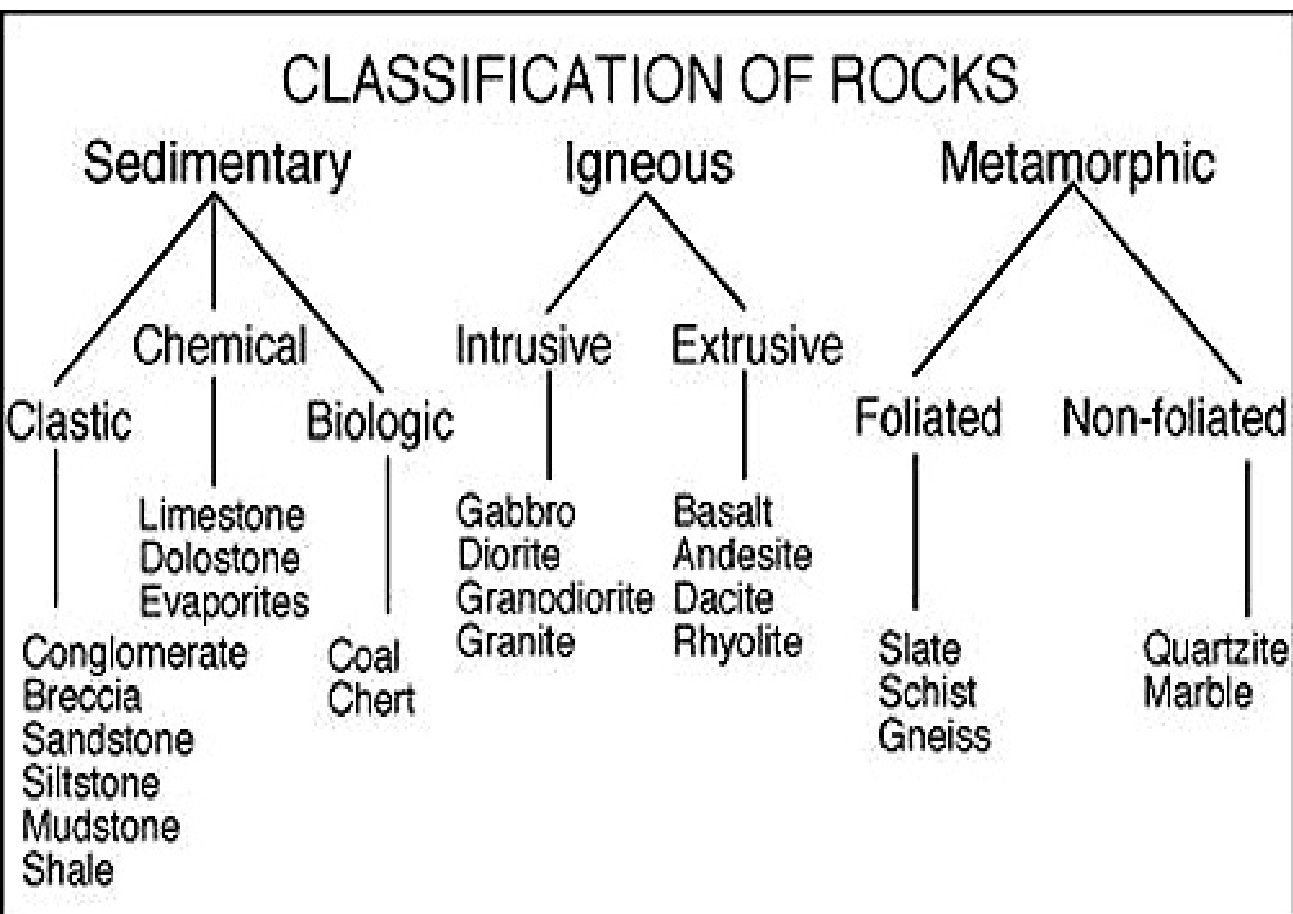 CLASSIFICATION OF ROCKS
Sedimentary
Igneous
Metamorphic
Clastic
Chemical
Biologic
Intrusive
Extrusive
Foliated
Non-foliated
Conglomerate
Breccia
Sandstone
Siltstone
Mudstone
Shale
Limestone
Dolostone
Evaporites
Coal
Chert
Gabbro
Diorite
Granodiorite
Granite
Basalt
Andesite
Dacite
Rhyolite
Slate
Schist
Gneiss
Quartzite
Marble